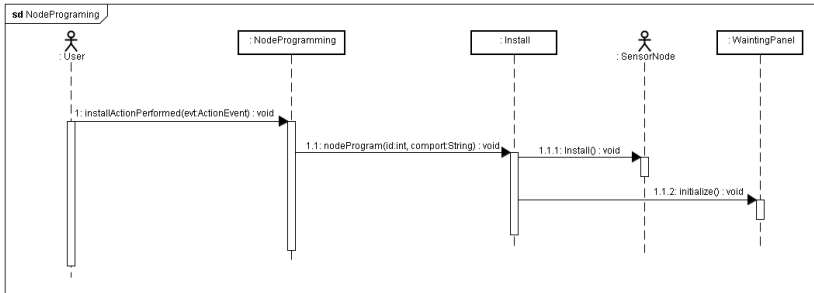 sd NodePrograming
: User
: NodeProgramming
: Install
: SensorNode
: WaintingPanel
1: installActionPerformed(evt:ActionEvent) : void
1.1: nodeProgram(id:int, comport:String) : void
1.1.1: Install() : void
1.1.2: initialize() : void